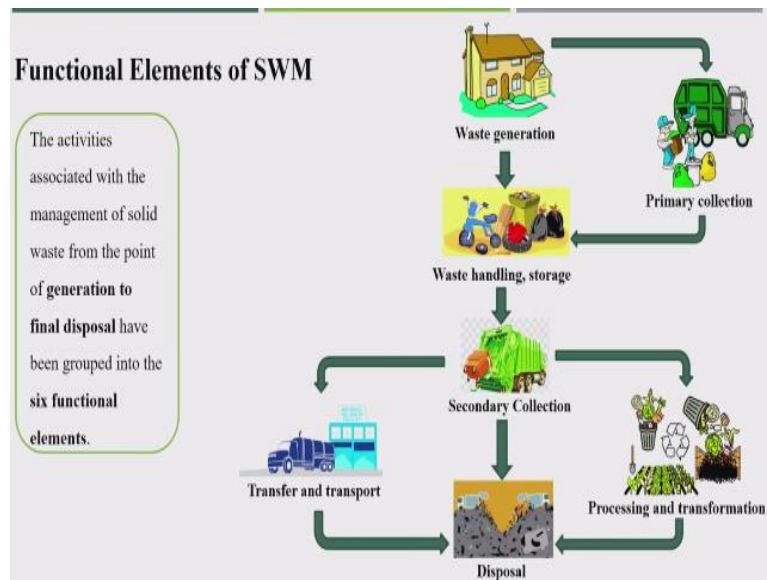 Functional Elements of SWM
The activities
associated with the
management of solid
waste from the point
of generation to
final disposal have
been grouped into the
six functional
elements.
Waste generation
Primary collection
Waste handling, storage
Secondary Collection
Transfer and transport
Processing and transformation
Disposal